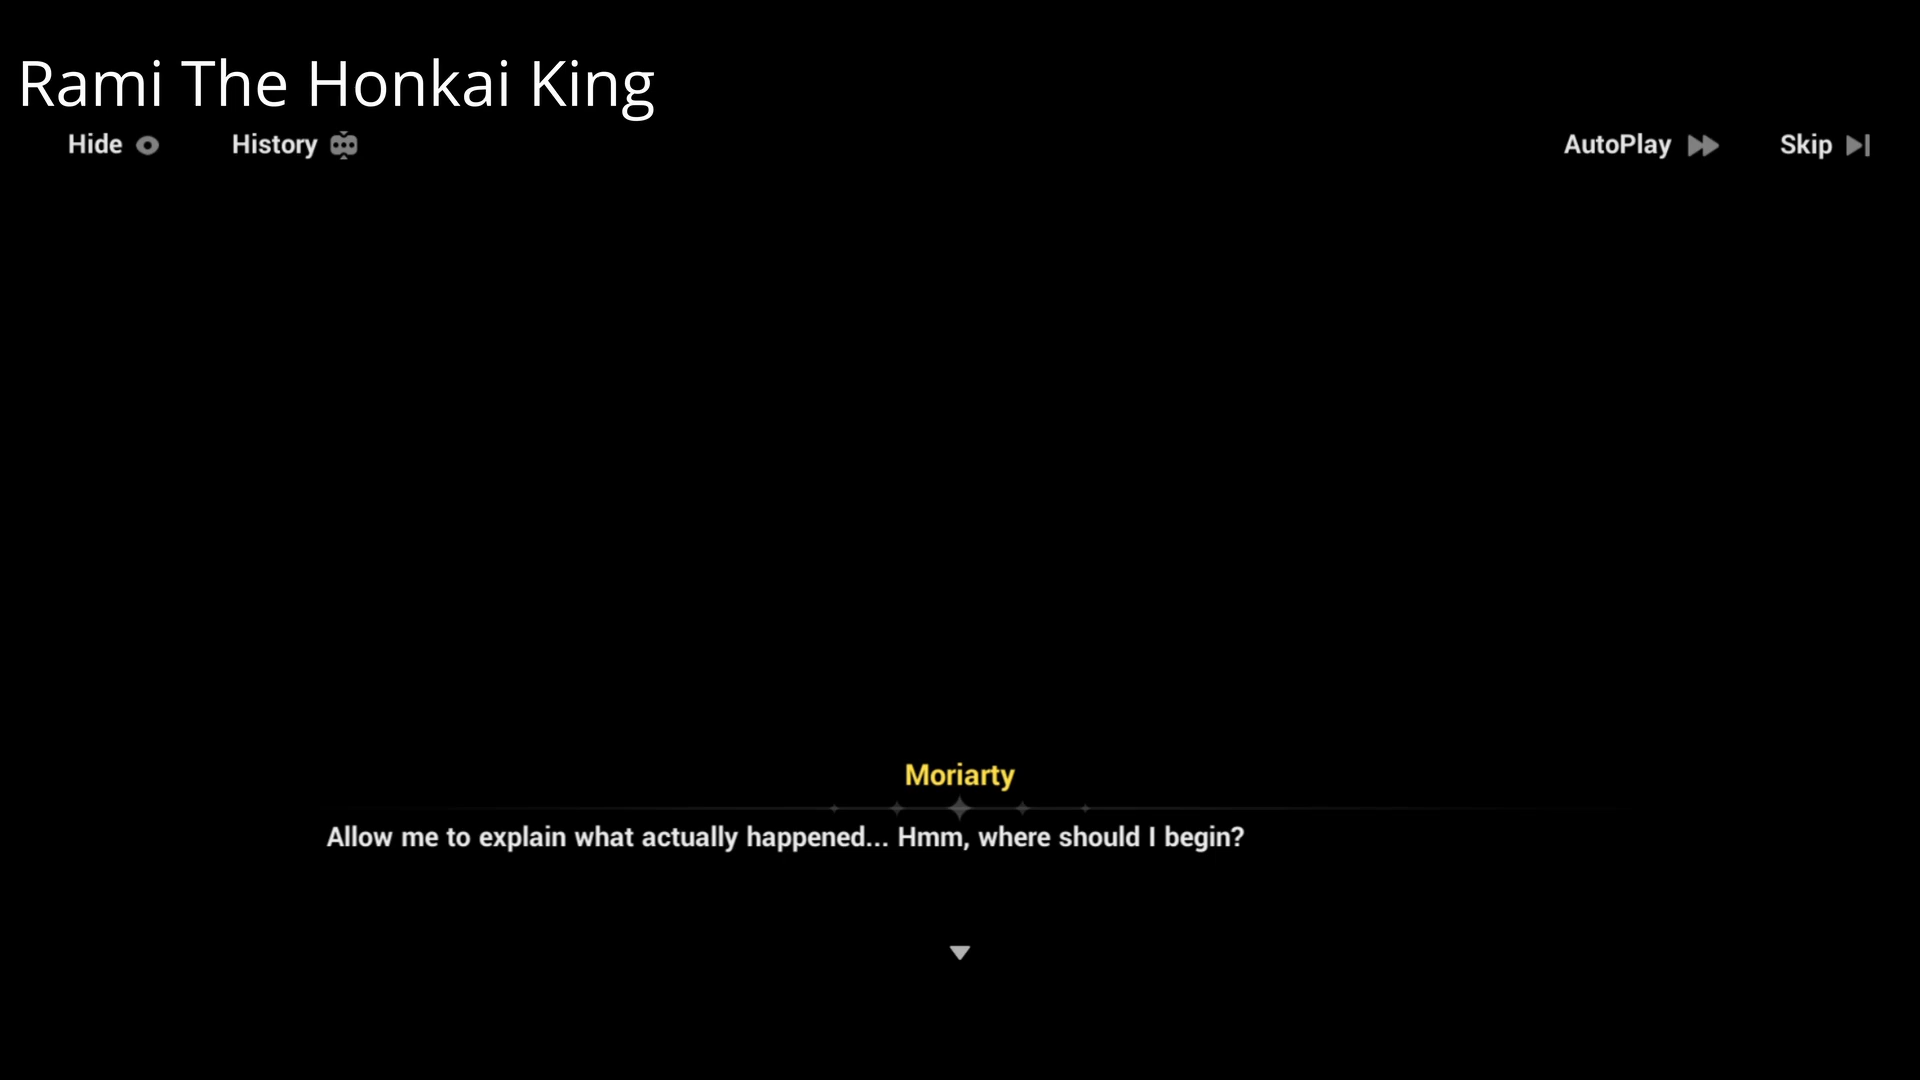 Rami The Honkai King
Hide History AutoPlay Skip
Moriarty
Allow me to explain what actually happened... Hmm, where should I begin?